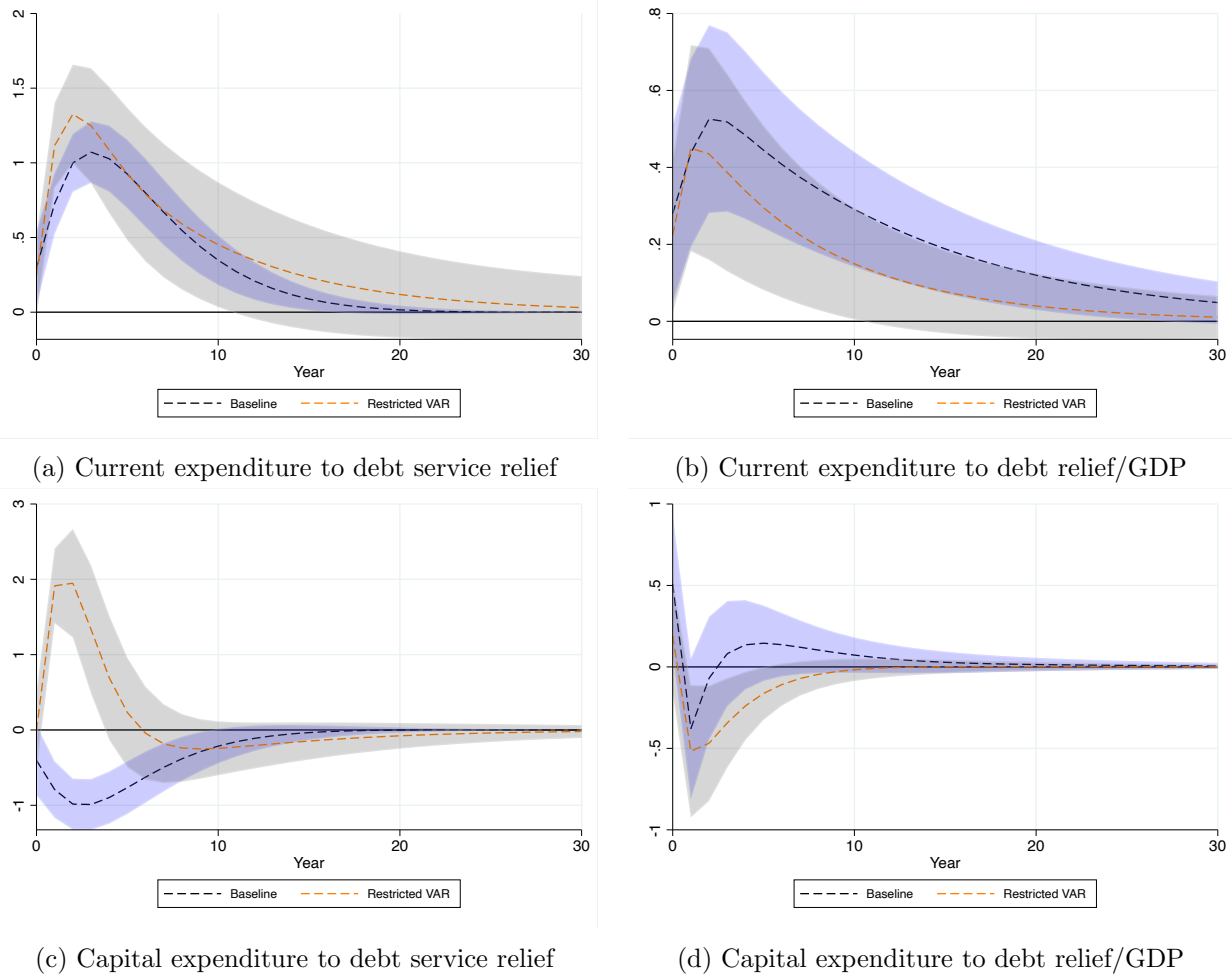 2
1.5
1
.5
0
0
10
20
30
Year
Baseline
Restricted VAR
(a) Current expenditure to debt service relief
.8
.6
.4
.2
0
0
10
20
30
Year
Baseline
Restricted VAR
(b) Current expenditure to debt relief/GDP
3
2
1
0
-1
0
10
20
30
Year
Baseline
Restricted VAR
(c) Capital expenditure to debt service relief
1
.5
0
-.5
-1
0
10
20
30
Year
Baseline
Restricted VAR
(d) Capital expenditure to debt relief/GDP